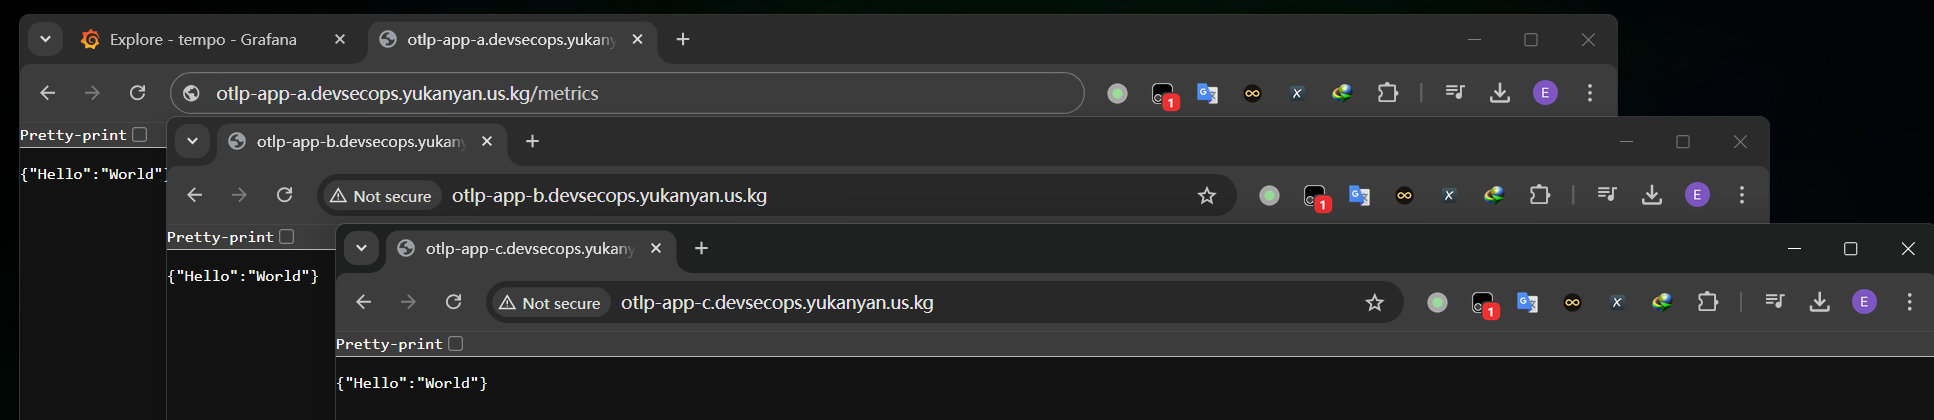 Explore - tempo - Grafana
otlp-app-a.devsecops.yukany
otlp-app-a.devsecops.yukanyan.us.kg/metrics
1
E
Pretty-print
{"Hello":"World"}
otlp-app-b.devsecops.yukany
Not secure
otlp-app-b.devsecops.yukanyan.us.kg
1
E
Pretty-print
{"Hello":"World"}
otlp-app-c.devsecops.yukany
Not secure
otlp-app-c.devsecops.yukanyan.us.kg
1
E
Pretty-print
{"Hello":"World"}